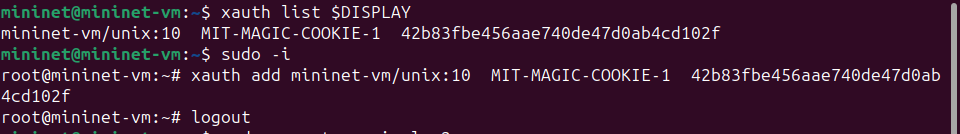 mininet@mininet-vm:~$ xauth list $DISPLAY
mininet-vm/unix:10  MIT-MAGIC-COOKIE-1  42b83fbe456aae740de47d0ab4cd102f
mininet@mininet-vm:~$ sudo -i
root@mininet-vm:~# xauth add mininet-vm/unix:10  MIT-MAGIC-COOKIE-1  42b83fbe456aae740de47d0ab
4cd102f
root@mininet-vm:~# logout